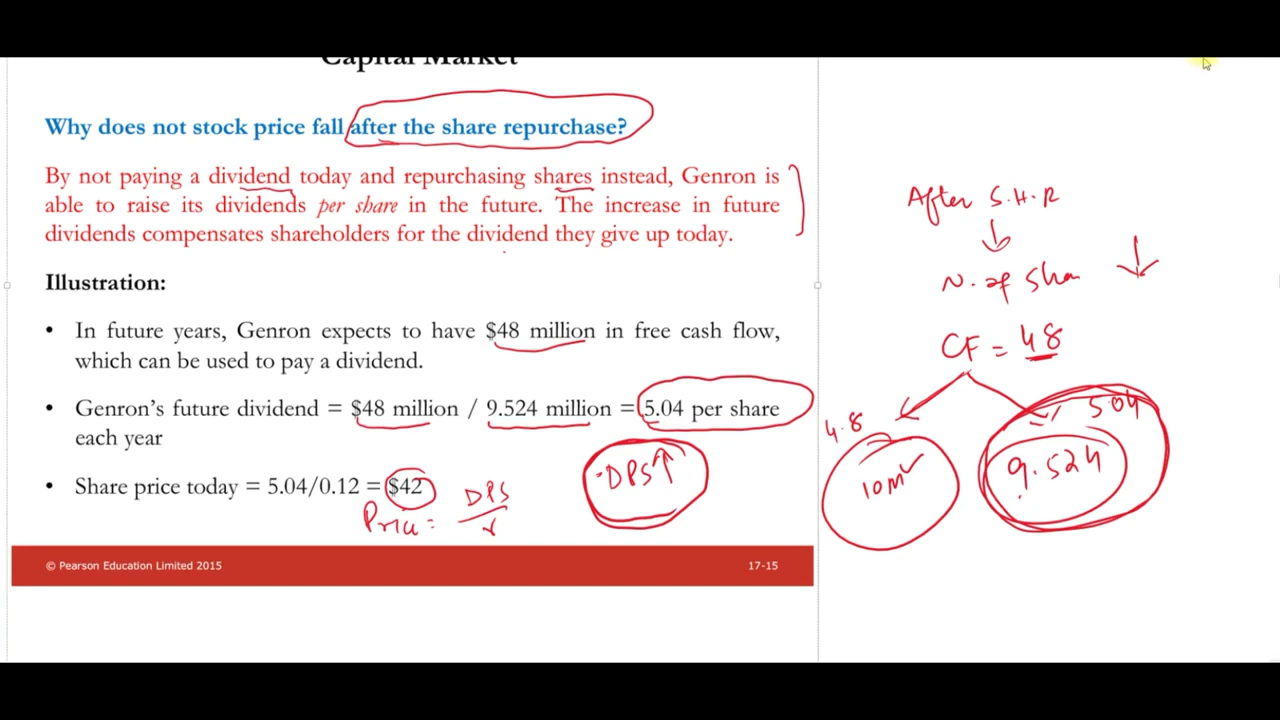 Capital Market
Why does not stock price fall after the share repurchase?
By not paying a dividend today and repurchasing shares instead, Genron is
able to raise its dividends per share in the future. The increase in future
dividends compensates shareholders for the dividend they give up today.
Illustration:
• In future years, Genron expects to have $48 million in free cash flow,
which can be used to pay a dividend.
• Genron's future dividend = $48 million / 9.524 million = 5.04 per share
each year
• Share price today = 5.04/0.12 = $42
Price = DPS
r
DPS↑
© Pearson Education Limited 2015 17-15
After S.H.R
↓
N. of Sha ↓
CF = 48
4.8 5.04
10m 9.524